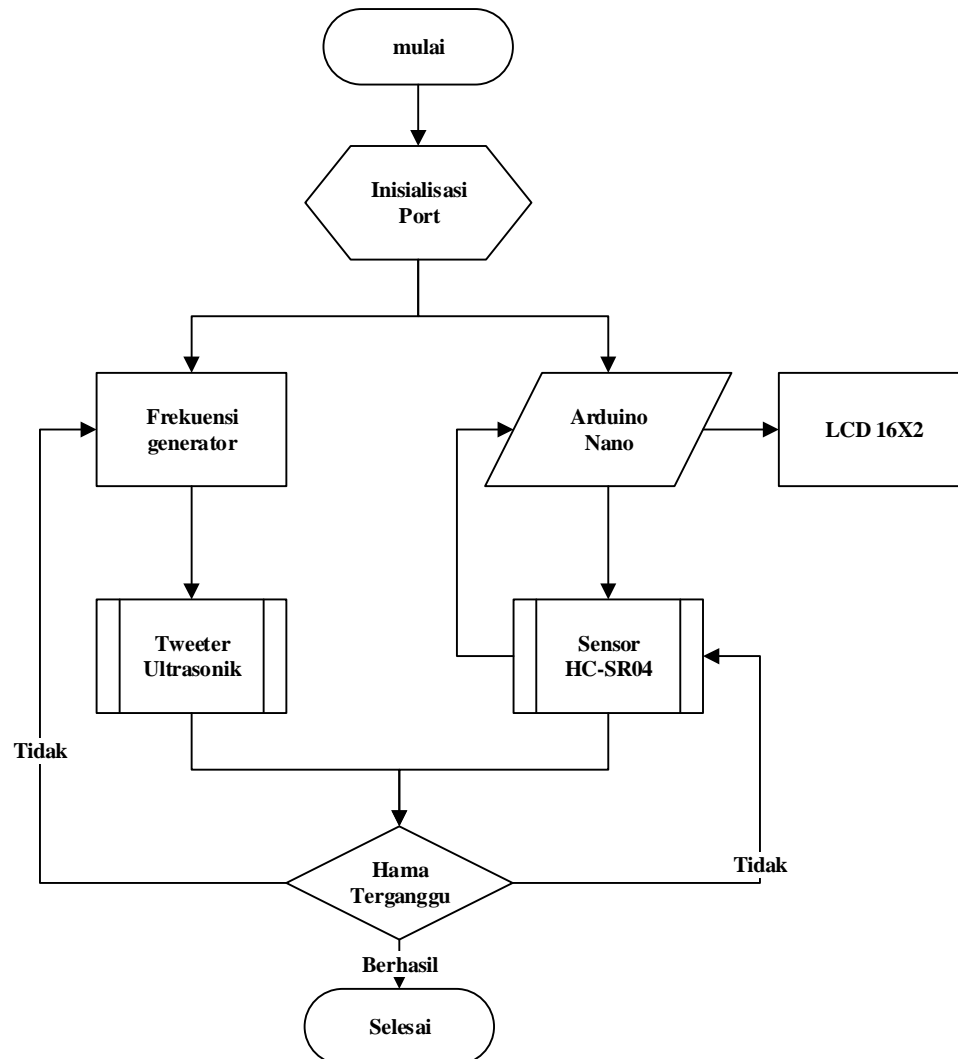 mulai
Inisialisasi
Port
Frekuensi
generator
Arduino
Nano
LCD 16X2
Tweeter
Ultrasonik
Sensor
HC-SR04
Tidak
Hama
Terganggu
Tidak
Berhasil
Selesai